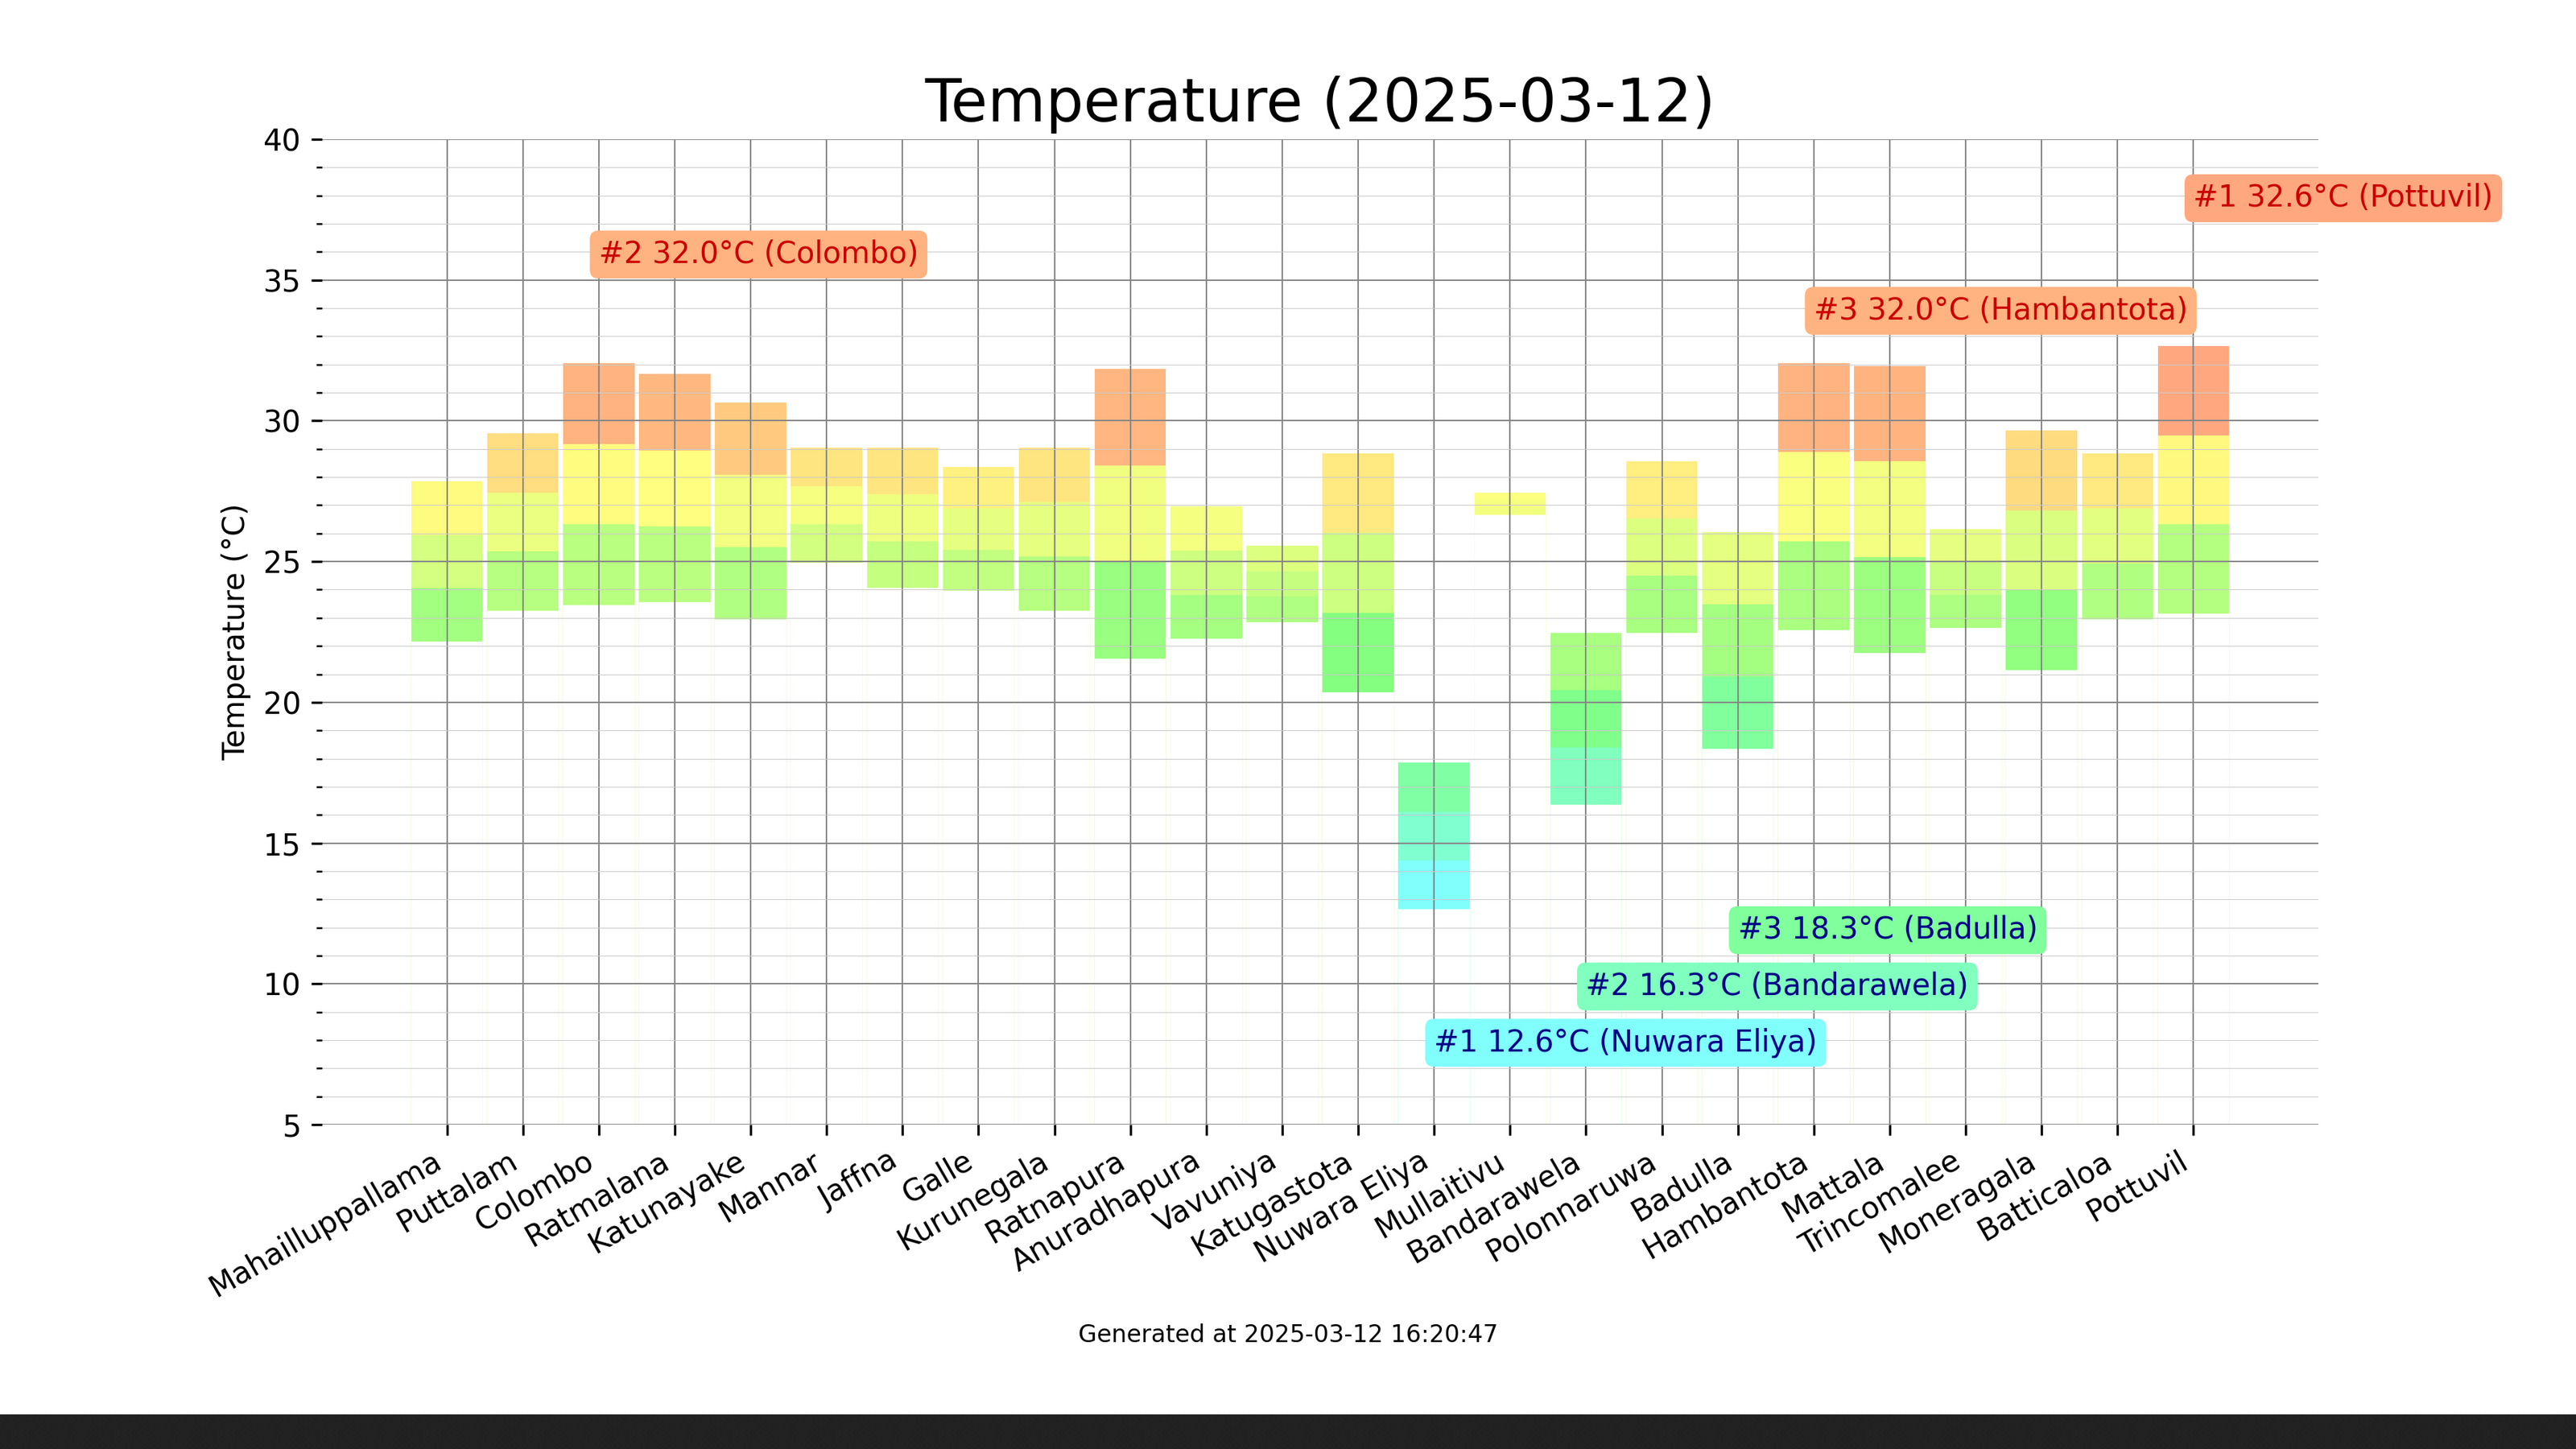 Temperature (2025-03-12)
40
35
30
25
20
15
10
5
Temperature (°C)
#1 32.6°C (Pottuvil)
#2 32.0°C (Colombo)
#3 32.0°C (Hambantota)
#3 18.3°C (Badulla)
#2 16.3°C (Bandarawela)
#1 12.6°C (Nuwara Eliya)
Mahailluppallama
Puttalam
Colombo
Ratmalana
Katunayake
Mannar
Jaffna
Galle
Kurunegala
Ratnapura
Anuradhapura
Vavuniya
Katugastota
Nuwara Eliya
Mullaitivu
Bandarawela
Polonnaruwa
Badulla
Hambantota
Mattala
Trincomalee
Moneragala
Batticaloa
Pottuvil
Generated at 2025-03-12 16:20:47